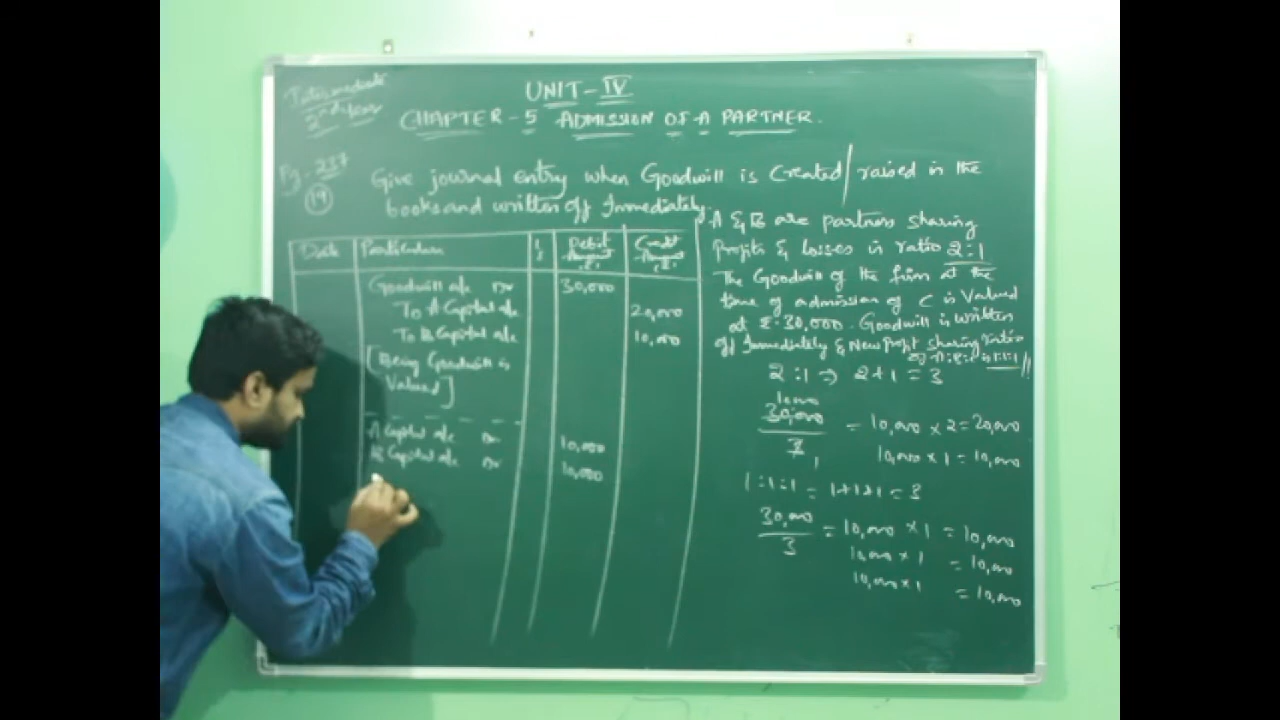 Intermediate
2nd year
UNIT - IV
CHAPTER - 5 ADMISSION OF A PARTNER.
Pg - 237
19
Give journal entry when Goodwill is Created/raised in the
books and written off Immediately.
Date Particulars Debit Amount Credit Amount
Goodwill a/c Dr 30,000
To A Capital a/c 20,000
To B Capital a/c 10,000
[Being Goodwill is
Valued]
A Capital a/c Dr 10,000
B Capital a/c Dr 10,000
A & B are partners sharing
Profits & losses in ratio 2:1
The Goodwill of the firm at the
time of admission of C is Valued
at 30,000. Goodwill is written
off Immediately & New Profit sharing ratio
1:1:1//
2 : 1 ⇒ 2 + 1 = 3
30,000/3 = 10,000 × 2 = 20,000
10,000 × 1 = 10,000
1:1:1 = 1+1+1 = 3
30,000/3 = 10,000 × 1 = 10,000
10,000 × 1 = 10,000
10,000 × 1 = 10,000